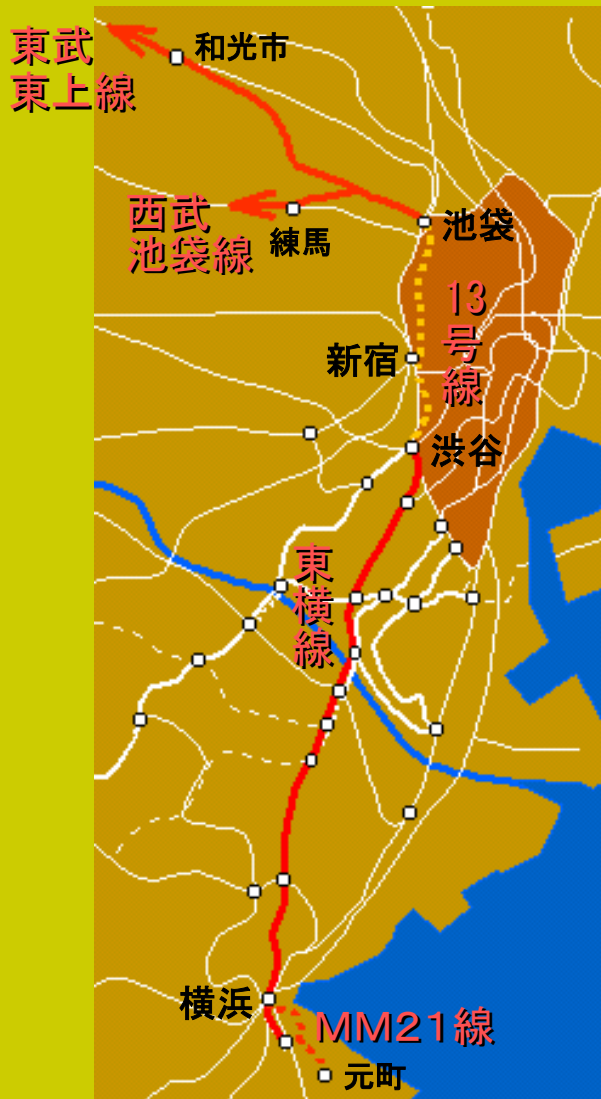 東武
東上線
和光市
西武
池袋線
練馬
池袋
13
号
線
新宿
渋谷
東
横
線
横浜
MM21線
元町